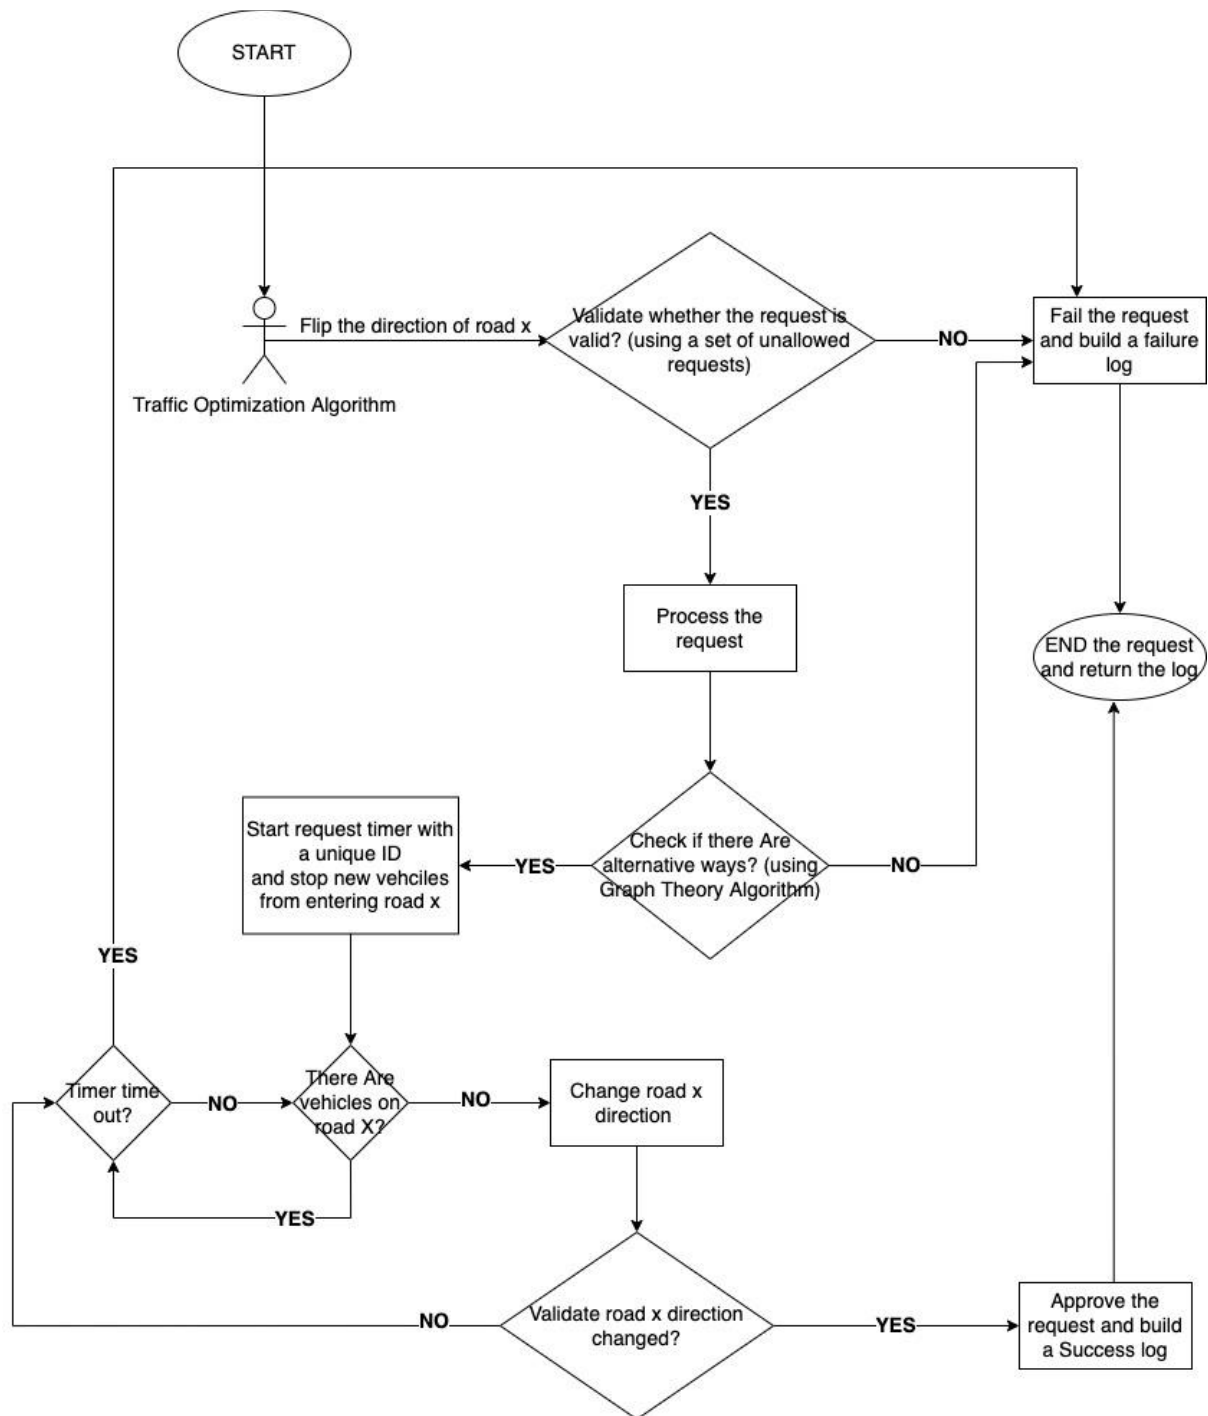 START
Flip the direction of road x
Traffic Optimization Algorithm
Validate whether the request is
valid? (using a set of unallowed
requests)
NO
Fail the request
and build a failure
log
YES
Process the
request
END the request
and return the log
Check if there Are
alternative ways? (using
Graph Theory Algorithm)
NO
YES
Start request timer with
a unique ID
and stop new vehciles
from entering road x
YES
Timer time
out?
NO
There Are
vehicles on
road X?
NO
Change road x
direction
YES
Validate road x direction
changed?
NO
YES
Approve the
request and build
a Success log